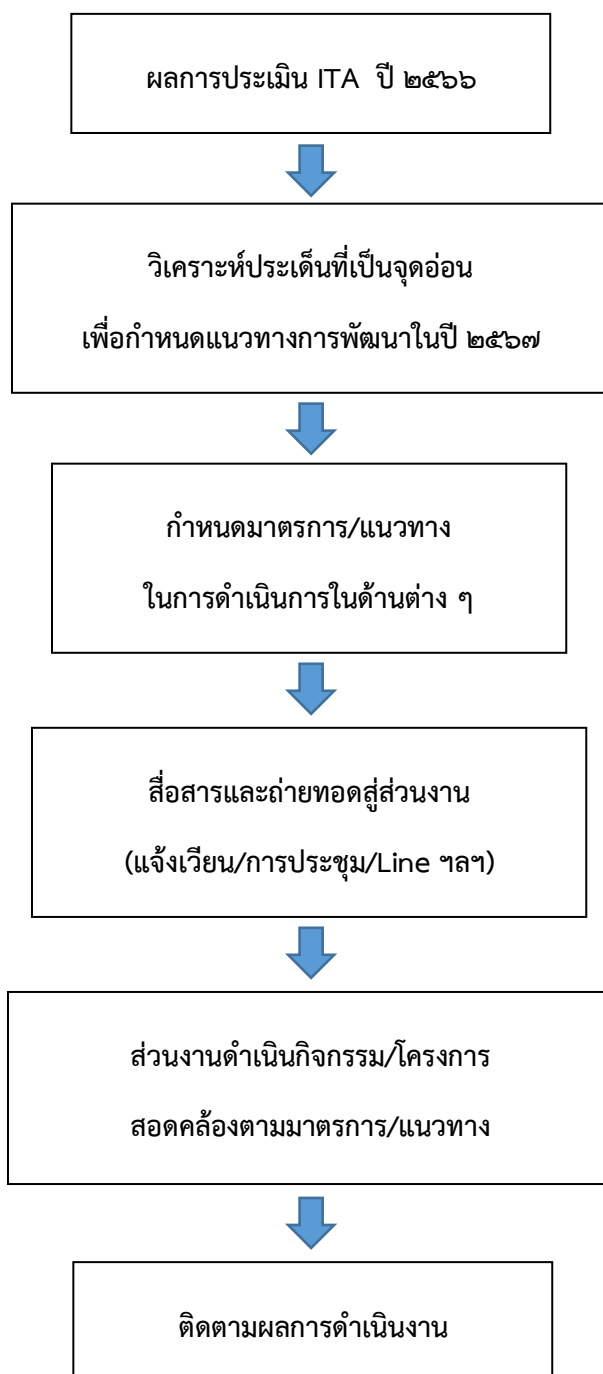 ผลการประเมิน ITA ปี ๒๕๖๖
วิเคราะห์ประเด็นที่เป็นจุดอ่อน
เพื่อกำหนดแนวทางการพัฒนาในปี ๒๕๖๗
กำหนดมาตรการ/แนวทาง
ในการดำเนินการในด้านต่าง ๆ
สื่อสารและถ่ายทอดสู่ส่วนงาน
(แจ้งเวียน/การประชุม/Line ฯลฯ)
ส่วนงานดำเนินกิจกรรม/โครงการ
สอดคล้องตามมาตรการ/แนวทาง
ติดตามผลการดำเนินงาน